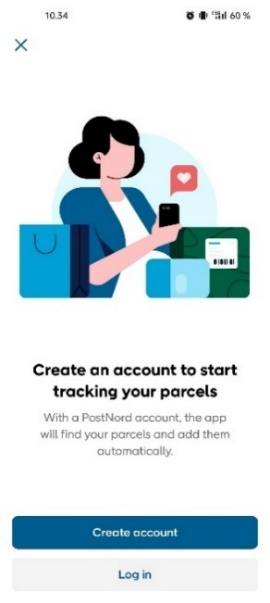 10.34 60 %
Create an account to start
tracking your parcels
With a PostNord account, the app
will find your parcels and add them
automatically.
Create account
Log in